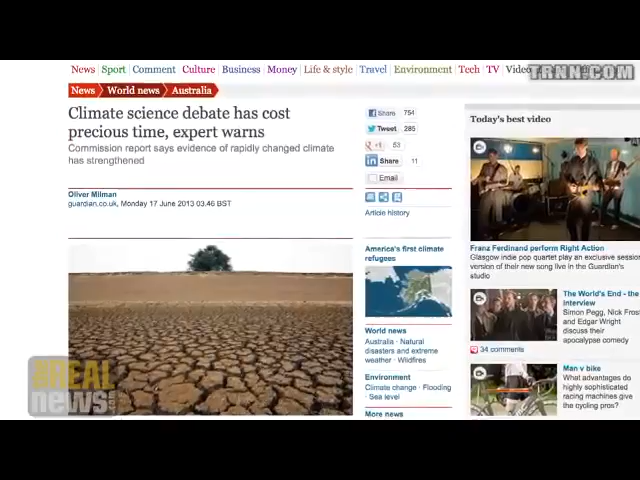 News Sport Comment Culture Business Money Life & style Travel Environment Tech TV Video
TRNN.COM
News World news Australia
Climate science debate has cost
precious time, expert warns
Commission report says evidence of rapidly changed climate
has strengthened
Oliver Milman
guardian.co.uk, Monday 17 June 2013 03.46 BST
Share 754
Tweet 285
+1 53
Share 11
Email
Article history
America's first climate
refugees
World news
Australia · Natural
disasters and extreme
weather · Wildfires
Environment
Climate change · Flooding
· Sea level
More news
Today's best video
Franz Ferdinand perform Right Action
Glasgow indie pop quartet play an exclusive session
version of their new song live in the Guardian's
studio
The World's End - the
interview
Simon Pegg, Nick Frost
and Edgar Wright
discuss their
apocalypse comedy
34 comments
Man v bike
What advantages do
highly sophisticated
racing machines give
the cycling pros?
THE REAL
news.com